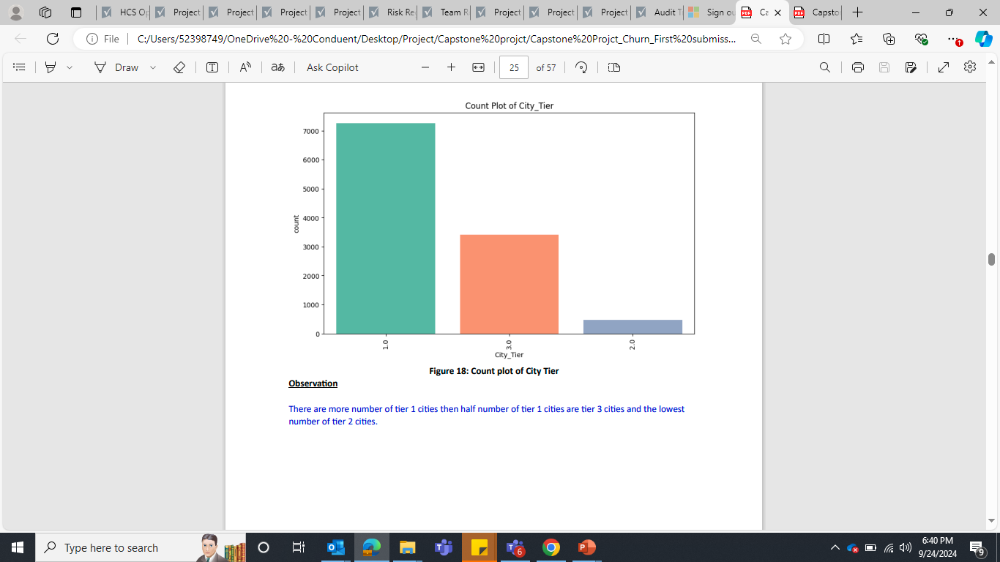 HCS Op
Project
Project
Project
Project
Risk Re
Team R
Project
Project
Project
Audit T
Sign ou
Ca
Capsto
File
C:/Users/52398749/OneDrive%20-%20Conduent/Desktop/Project/Capstone%20projct/Capstone%20Projct_Churn_First%20submiss...
Draw
Ask Copilot
25
of 57
Count Plot of City_Tier
7000
6000
5000
4000
3000
2000
1000
0
count
1.0
3.0
2.0
City_Tier
Figure 18: Count plot of City Tier
Observation
There are more number of tier 1 cities then half number of tier 1 cities are tier 3 cities and the lowest
number of tier 2 cities.
Type here to search
6
6:40 PM
9/24/2024
9